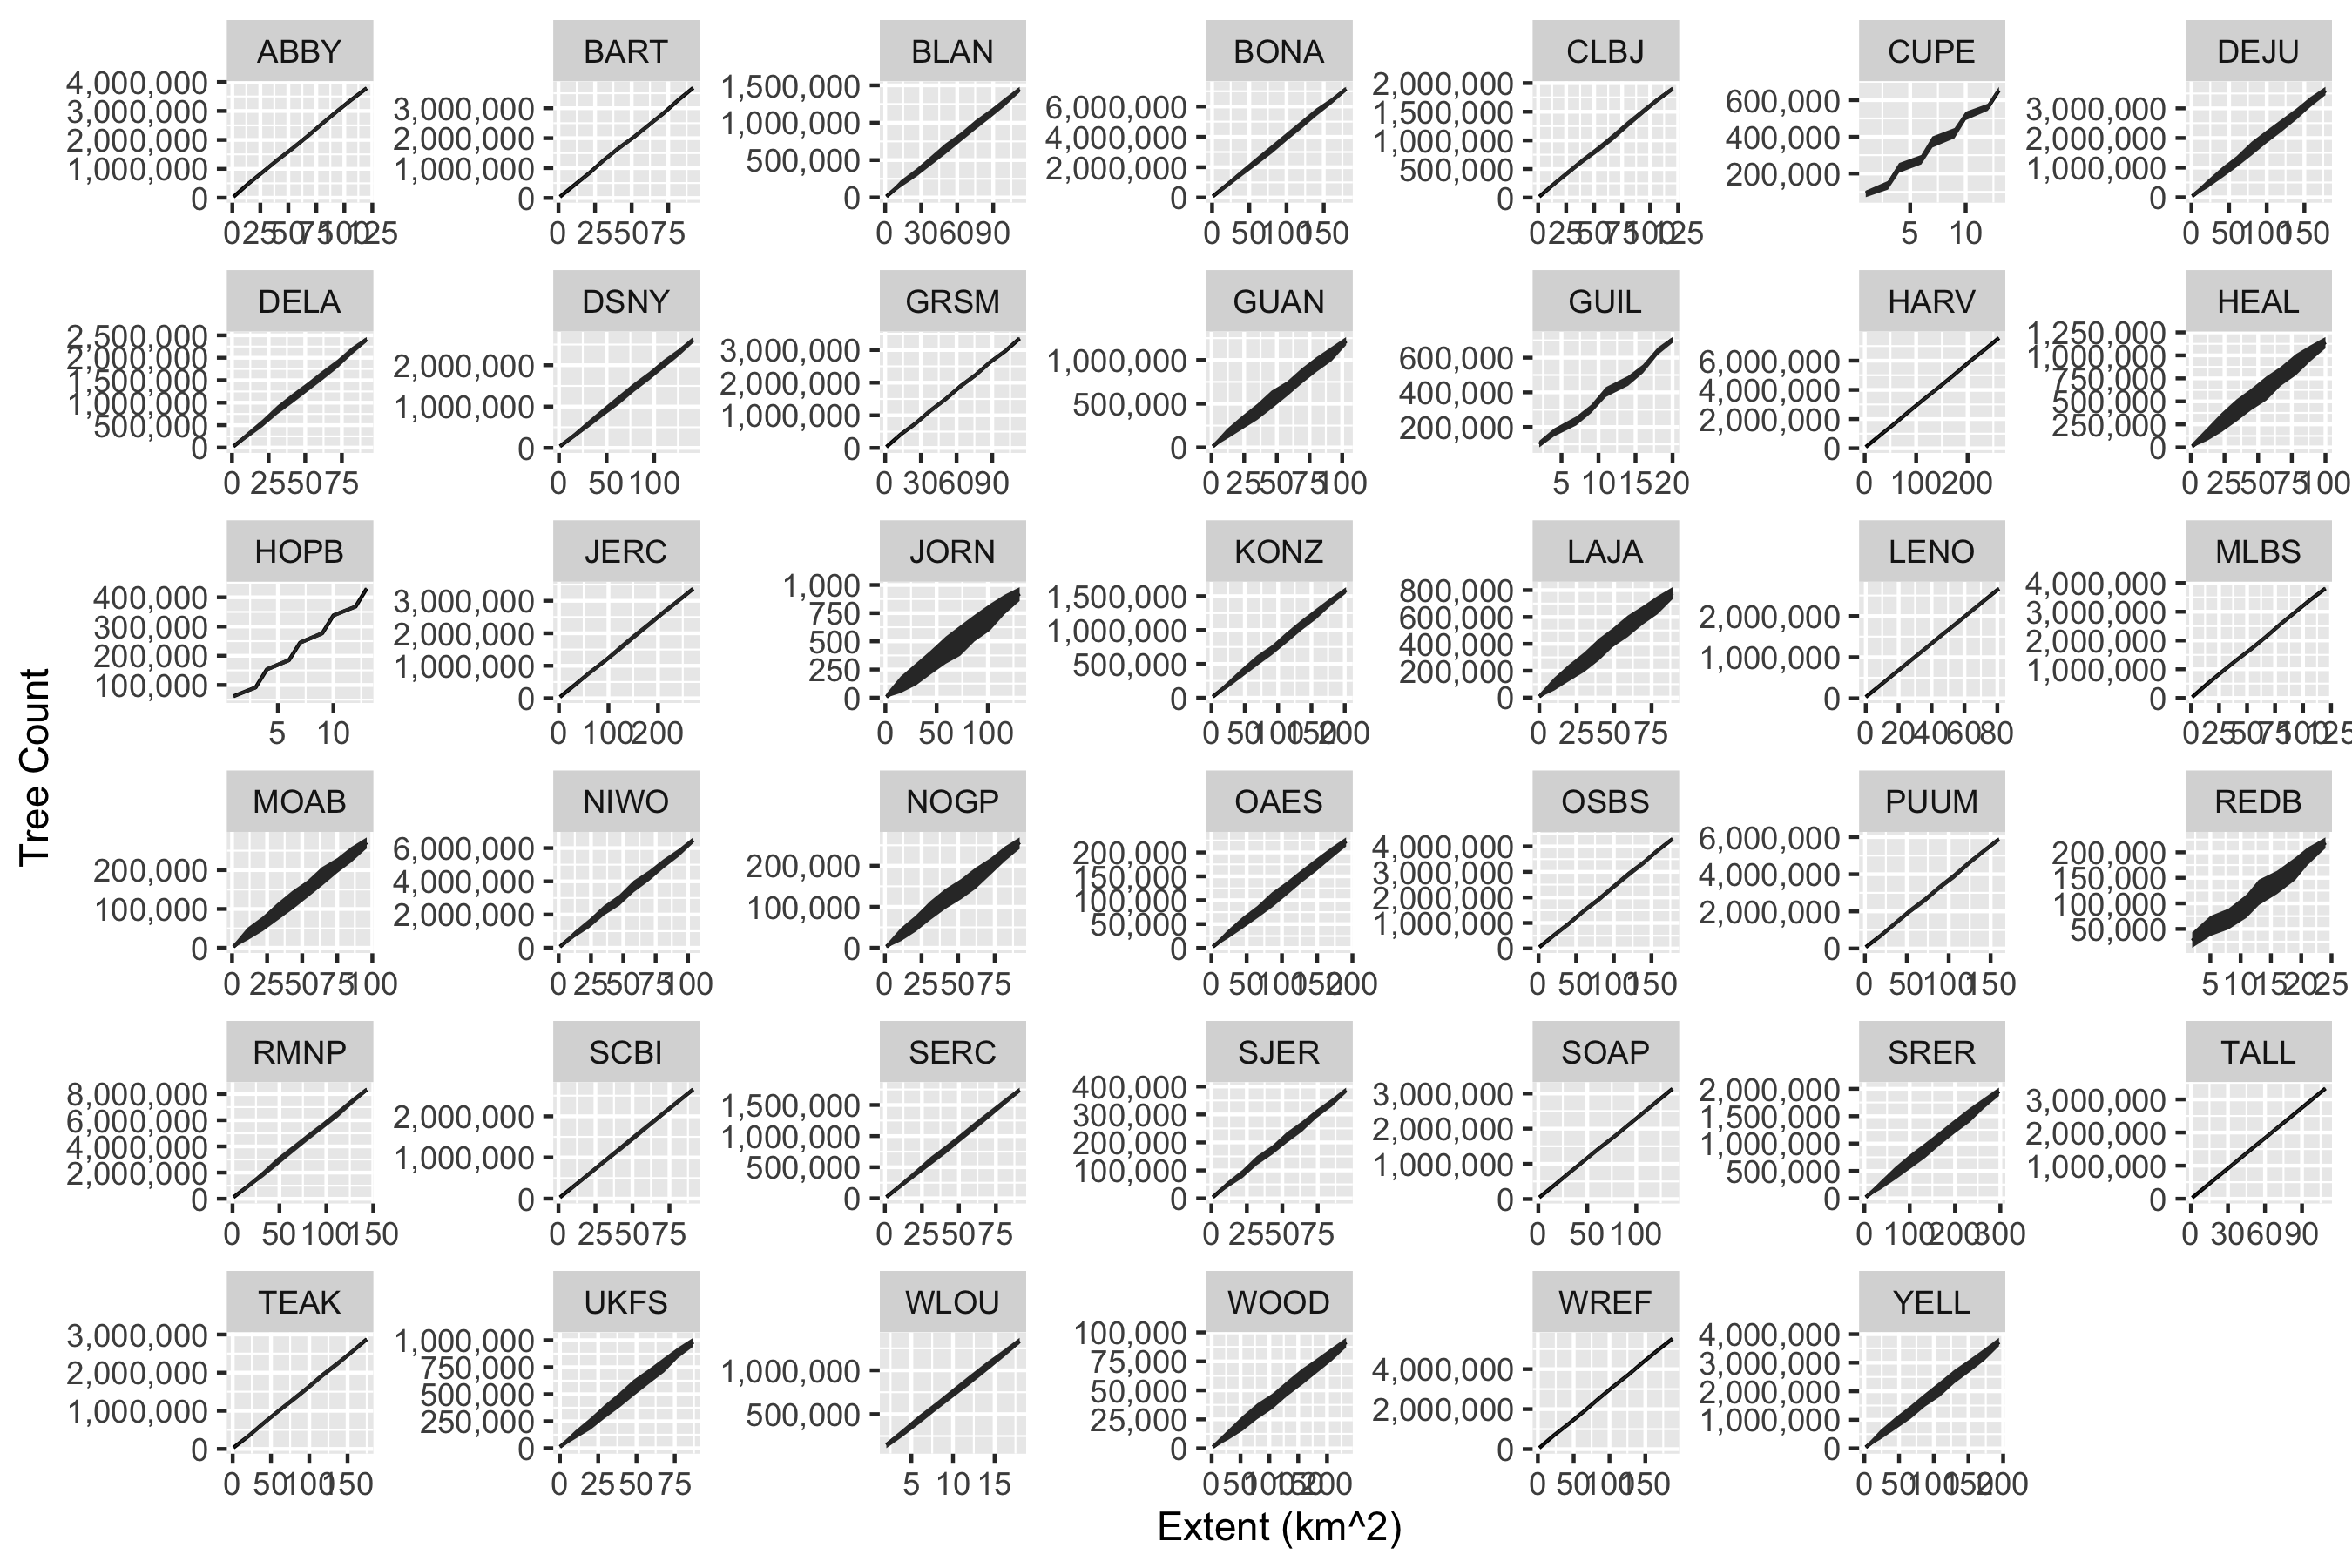 ABBY BART BLAN BONA CLBJ CUPE DEJU
4,000,000 3,000,000 2,000,000 1,000,000 0
3,000,000 2,000,000 1,000,000 0
1,500,000 1,000,000 500,000 0
6,000,000 4,000,000 2,000,000 0
2,000,000 1,500,000 1,000,000 500,000 0
600,000 400,000 200,000
3,000,000 2,000,000 1,000,000 0
0 25 50 75 100 125
0 25 50 75
0 30 60 90
0 50 100 150
0 25 50 75 100 125
5 10
0 50 100 150
DELA DSNY GRSM GUAN GUIL HARV HEAL
2,500,000 2,000,000 1,500,000 1,000,000 500,000 0
2,000,000 1,000,000 0
3,000,000 2,000,000 1,000,000 0
1,000,000 500,000 0
600,000 400,000 200,000
6,000,000 4,000,000 2,000,000 0
1,250,000 1,000,000 750,000 500,000 250,000 0
0 25 50 75
0 50 100
0 30 60 90
0 25 50 75 100
5 10 15 20
0 100 200
0 25 50 75 100
HOPB JERC JORN KONZ LAJA LENO MLBS
400,000 300,000 200,000 100,000
3,000,000 2,000,000 1,000,000 0
1,000 750 500 250 0
1,500,000 1,000,000 500,000 0
800,000 600,000 400,000 200,000 0
2,000,000 1,000,000 0
4,000,000 3,000,000 2,000,000 1,000,000 0
5 10
0 100 200
0 50 100
0 50 100 150 200
0 25 50 75
0 20 40 60 80
0 25 50 75 100 125
Tree Count
MOAB NIWO NOGP OAES OSBS PUUM REDB
200,000 100,000 0
6,000,000 4,000,000 2,000,000 0
200,000 100,000 0
200,000 150,000 100,000 50,000 0
4,000,000 3,000,000 2,000,000 1,000,000 0
6,000,000 4,000,000 2,000,000 0
200,000 150,000 100,000 50,000
0 25 50 75 100
0 25 50 75 100
0 25 50 75
0 50 100 150 200
0 50 100 150
0 50 100 150
5 10 15 20 25
RMNP SCBI SERC SJER SOAP SRER TALL
8,000,000 6,000,000 4,000,000 2,000,000 0
2,000,000 1,000,000 0
1,500,000 1,000,000 500,000 0
400,000 300,000 200,000 100,000 0
3,000,000 2,000,000 1,000,000 0
2,000,000 1,500,000 1,000,000 500,000 0
3,000,000 2,000,000 1,000,000 0
0 50 100 150
0 25 50 75
0 25 50 75
0 25 50 75
0 50 100
0 100 200 300
0 30 60 90
TEAK UKFS WLOU WOOD WREF YELL
3,000,000 2,000,000 1,000,000 0
1,000,000 750,000 500,000 250,000 0
1,000,000 500,000
100,000 75,000 50,000 25,000 0
4,000,000 2,000,000 0
4,000,000 3,000,000 2,000,000 1,000,000 0
0 50 100 150
0 25 50 75
5 10 15
0 50 100 150 200
0 50 100 150
0 50 100 150 200
Extent (km^2)